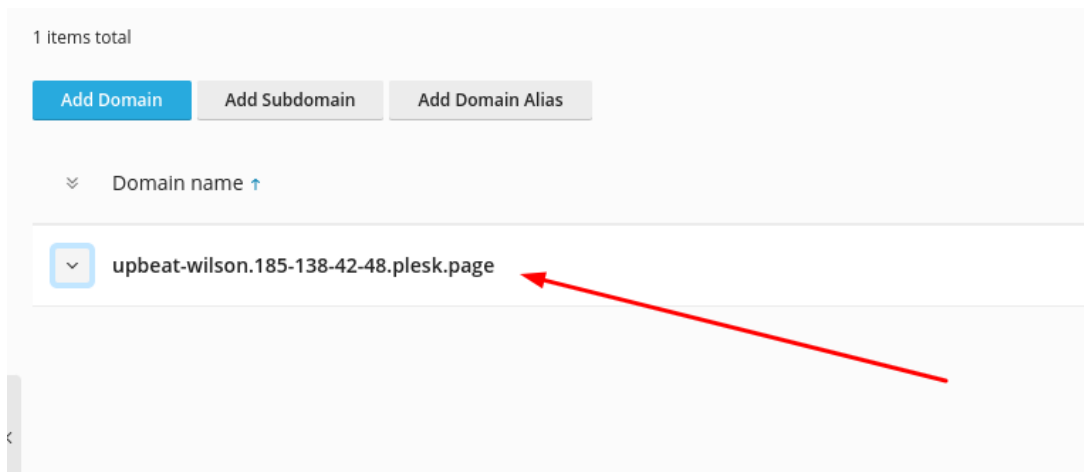 1 items total
Add Domain Add Subdomain Add Domain Alias
Domain name ↑
upbeat-wilson.185-138-42-48.plesk.page